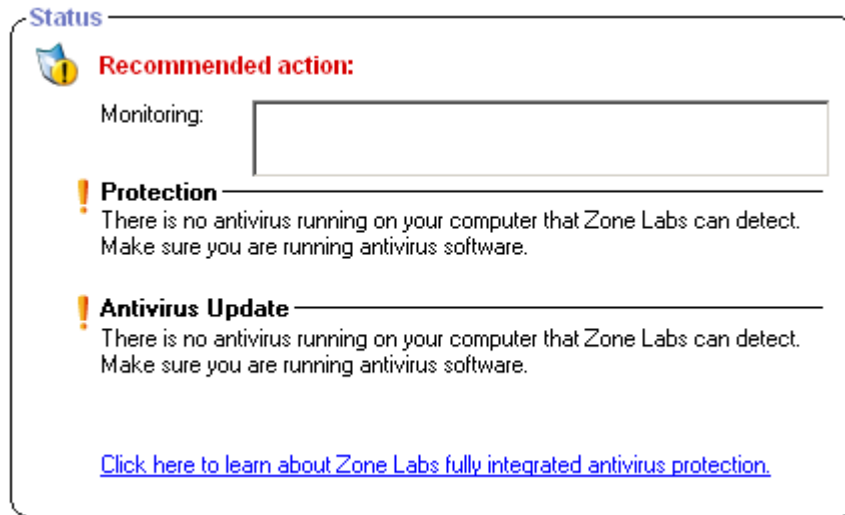 Status
Recommended action:
Monitoring:
Protection
There is no antivirus running on your computer that Zone Labs can detect.
Make sure you are running antivirus software.
Antivirus Update
There is no antivirus running on your computer that Zone Labs can detect.
Make sure you are running antivirus software.
Click here to learn about Zone Labs fully integrated antivirus protection.